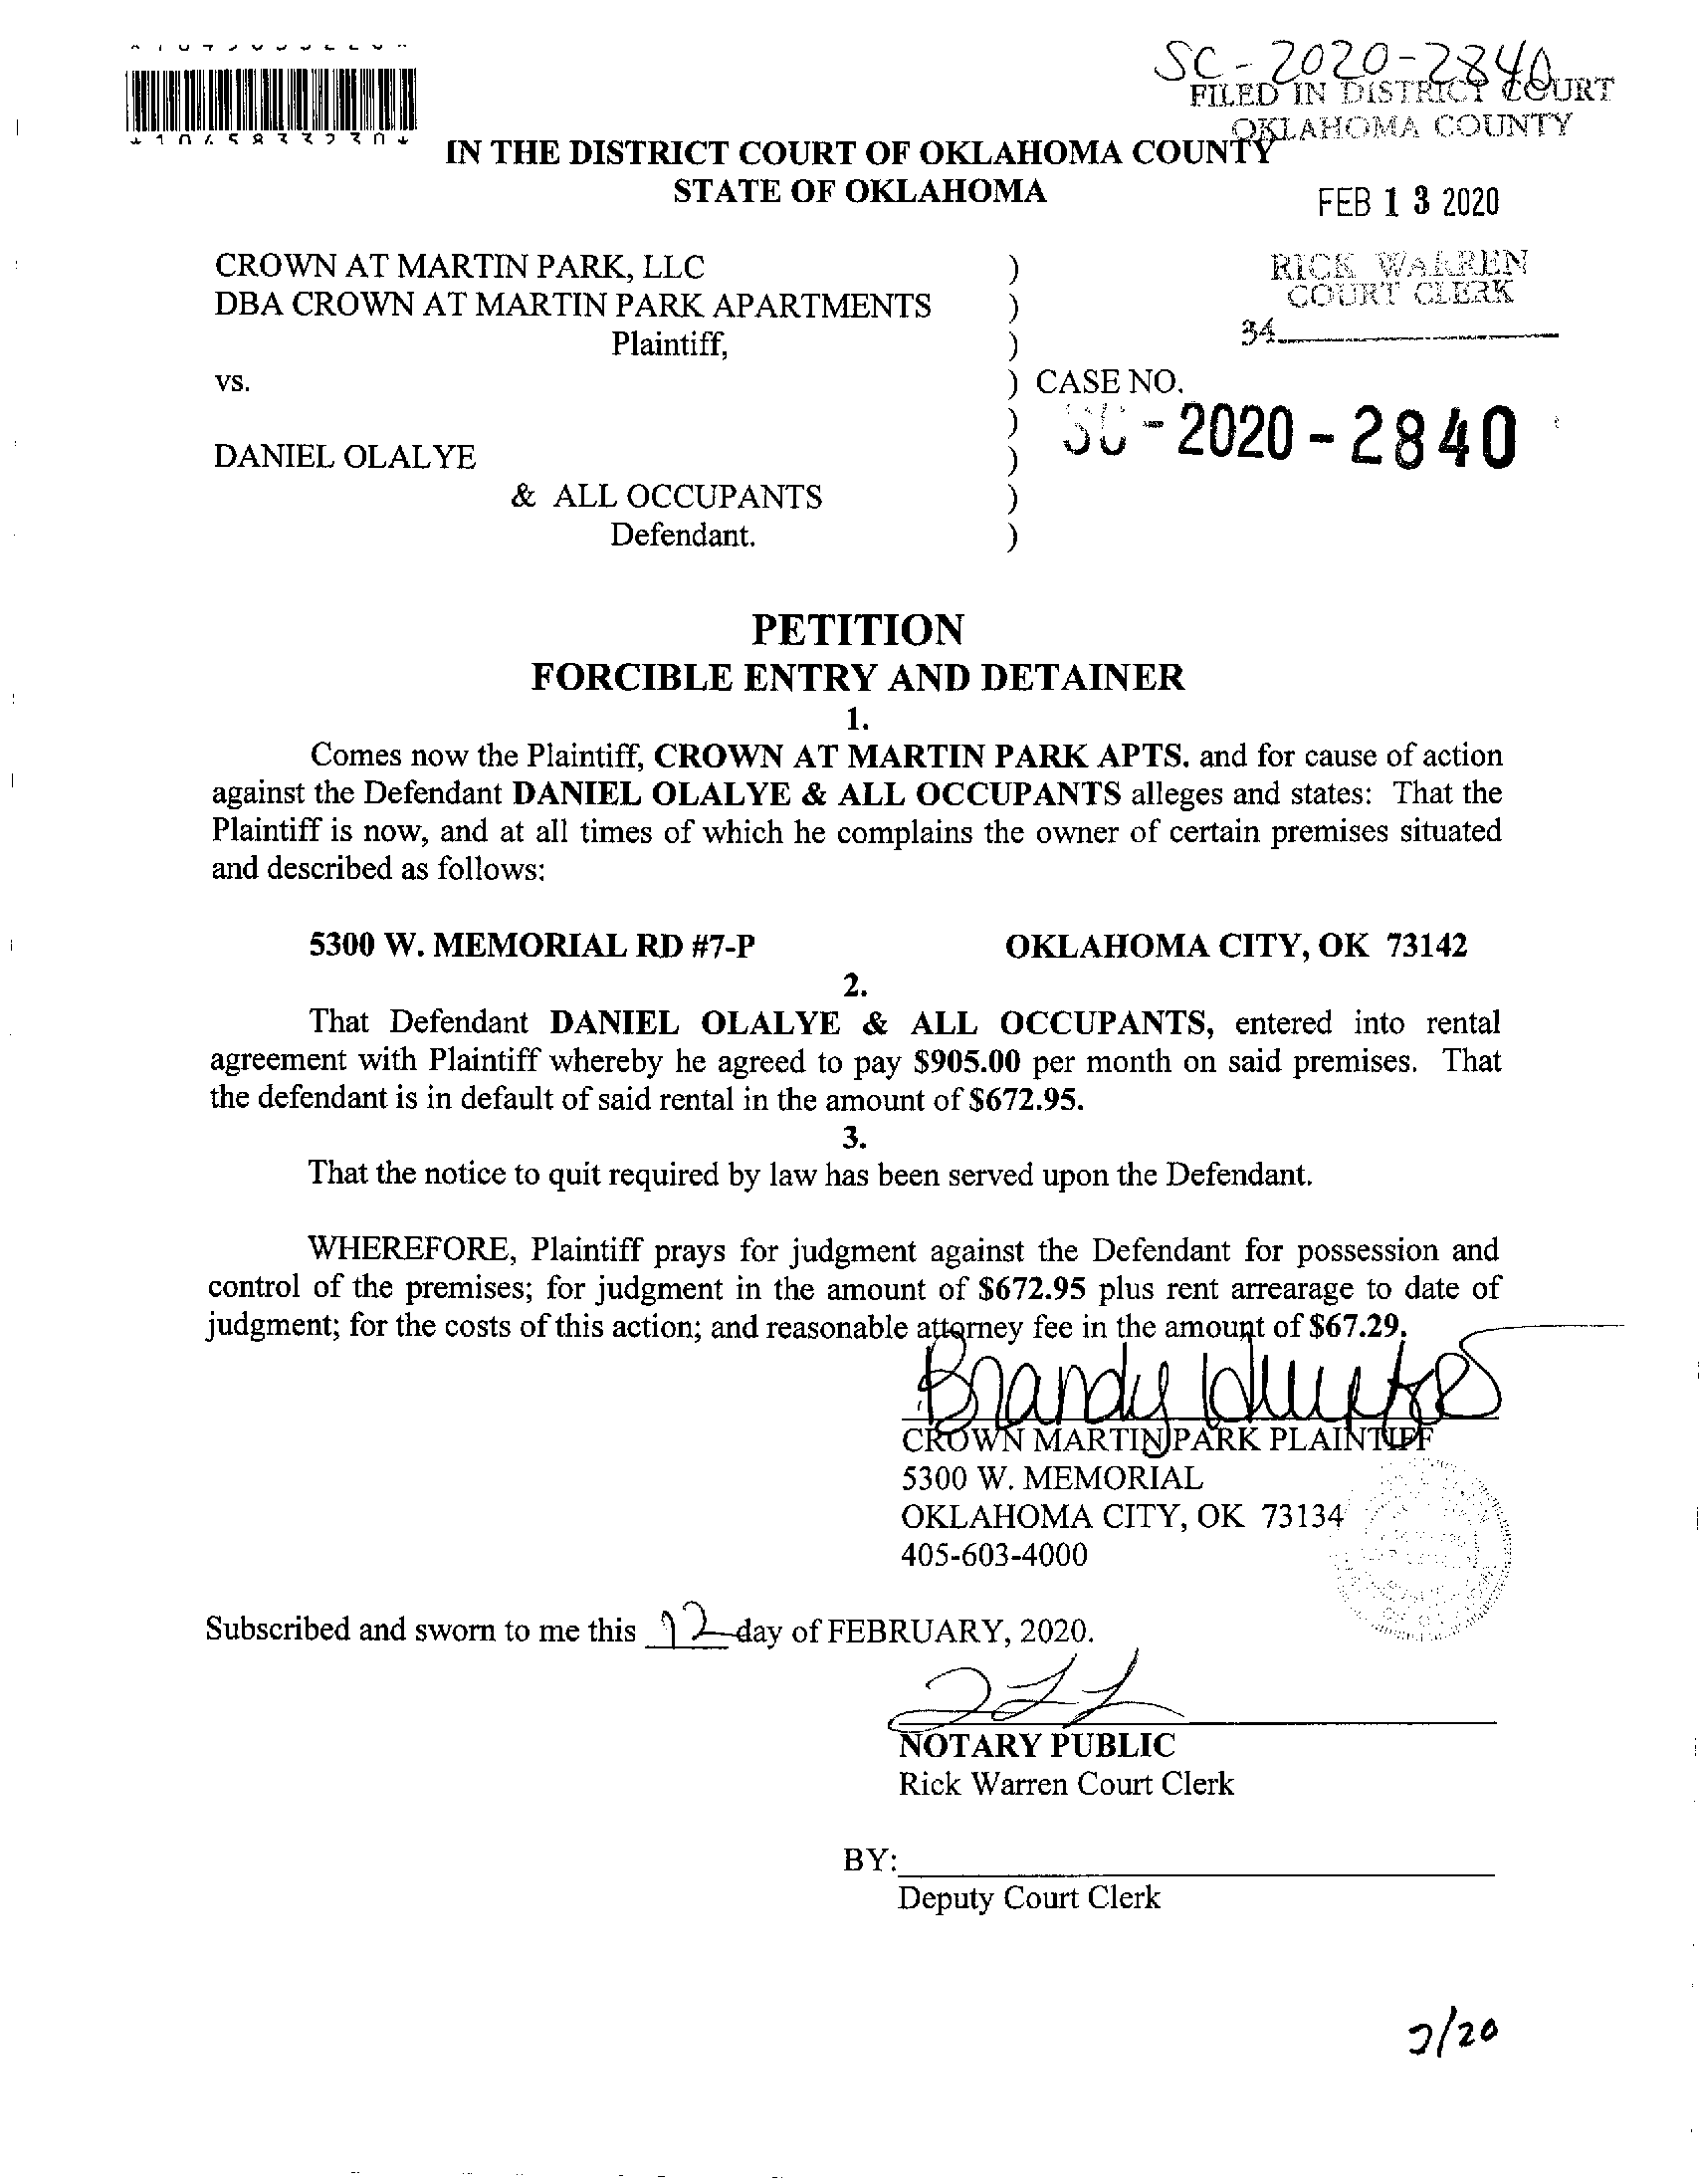 SC-2020-2840
FILED IN DISTRICT COURT
OKLAHOMA COUNTY
IN THE DISTRICT COURT OF OKLAHOMA COUNTY
STATE OF OKLAHOMA
FEB 13 2020
CROWN AT MARTIN PARK, LLC )
RICK WARREN
COURT CLERK
DBA CROWN AT MARTIN PARK APARTMENTS )
34
Plaintiff, )
vs. ) CASE NO.
) SC-2020-2840
DANIEL OLALYE )
& ALL OCCUPANTS )
Defendant. )
PETITION
FORCIBLE ENTRY AND DETAINER
1.
Comes now the Plaintiff, CROWN AT MARTIN PARK APTS. and for cause of action
against the Defendant DANIEL OLALYE & ALL OCCUPANTS alleges and states: That the
Plaintiff is now, and at all times of which he complains the owner of certain premises situated
and described as follows:
5300 W. MEMORIAL RD #7-P OKLAHOMA CITY, OK 73142
2.
That Defendant DANIEL OLALYE & ALL OCCUPANTS, entered into rental
agreement with Plaintiff whereby he agreed to pay $905.00 per month on said premises. That
the defendant is in default of said rental in the amount of $672.95.
3.
That the notice to quit required by law has been served upon the Defendant.
WHEREFORE, Plaintiff prays for judgment against the Defendant for possession and
control of the premises; for judgment in the amount of $672.95 plus rent arrearage to date of
judgment; for the costs of this action; and reasonable attorney fee in the amount of $67.29.
Brandy
CROWN MARTIN PARK PLAINTIFF
5300 W. MEMORIAL
OKLAHOMA CITY, OK 73134
405-603-4000
Subscribed and sworn to me this 12 day of FEBRUARY, 2020.
NOTARY PUBLIC
Rick Warren Court Clerk
BY:
Deputy Court Clerk